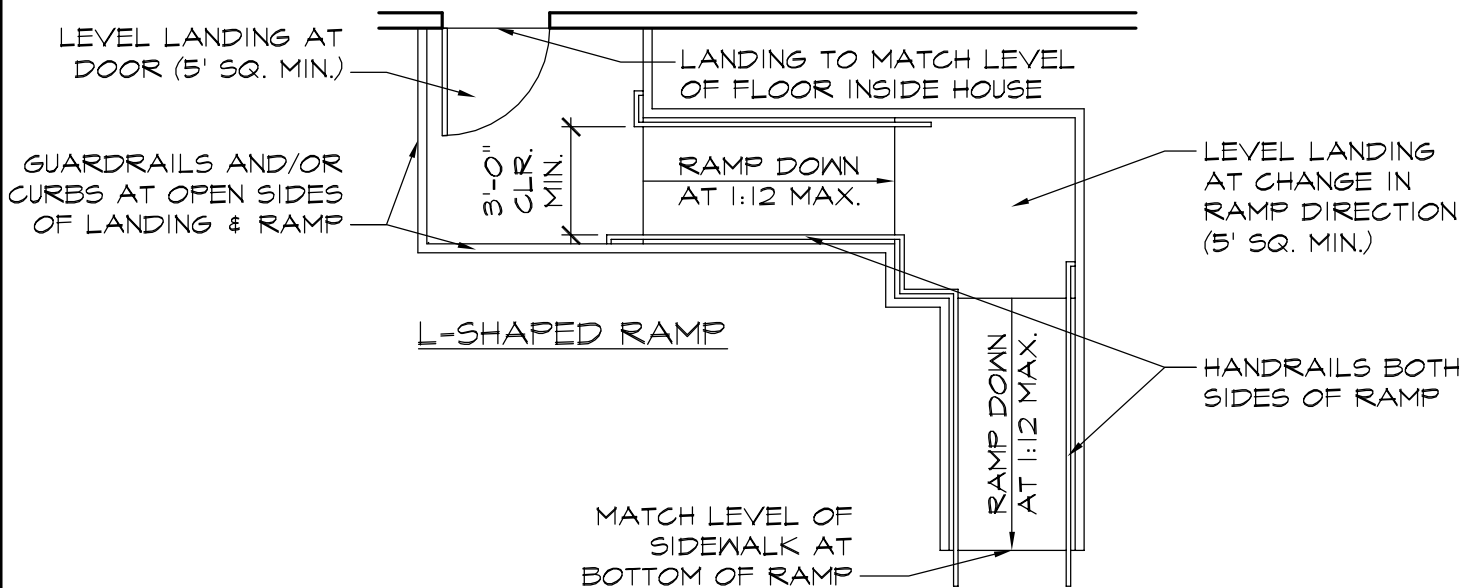 LEVEL LANDING AT
DOOR (5' SQ. MIN.)
LANDING TO MATCH LEVEL
OF FLOOR INSIDE HOUSE
GUARDRAILS AND/OR
CURBS AT OPEN SIDES
OF LANDING & RAMP
3'-0"
CLR.
MIN.
RAMP DOWN
AT 1:12 MAX.
LEVEL LANDING
AT CHANGE IN
RAMP DIRECTION
(5' SQ. MIN.)
L-SHAPED RAMP
RAMP DOWN
AT 1:12 MAX.
HANDRAILS BOTH
SIDES OF RAMP
MATCH LEVEL OF
SIDEWALK AT
BOTTOM OF RAMP